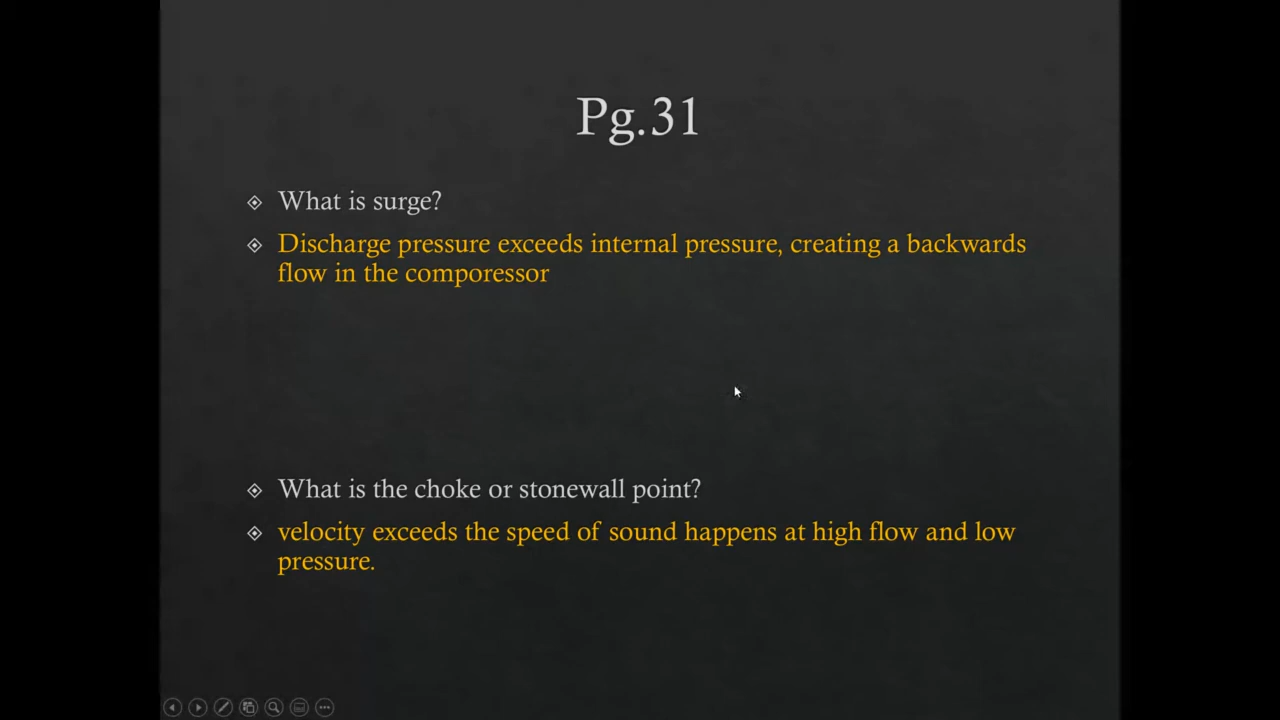 Pg.31
What is surge?
Discharge pressure exceeds internal pressure, creating a backwards
flow in the comporessor
What is the choke or stonewall point?
velocity exceeds the speed of sound happens at high flow and low
pressure.